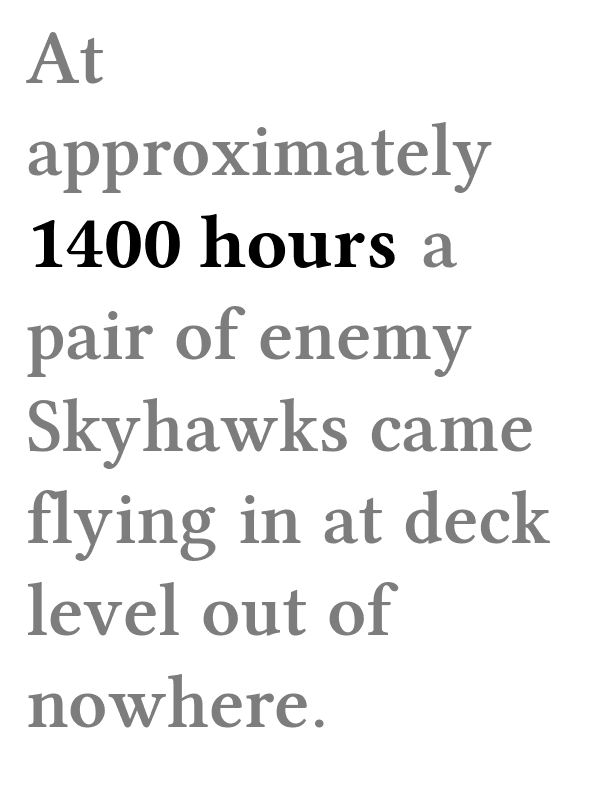 At
approximately
1400 hours a
pair of enemy
Skyhawks came
flying in at deck
level out of
nowhere.